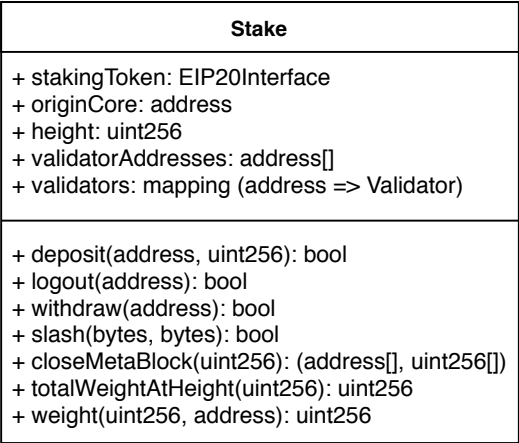 Stake
+ stakingToken: EIP20Interface
+ originCore: address
+ height: uint256
+ validatorAddresses: address[]
+ validators: mapping (address => Validator)
+ deposit(address, uint256): bool
+ logout(address): bool
+ withdraw(address): bool
+ slash(bytes, bytes): bool
+ closeMetaBlock(uint256): (address[], uint256[])
+ totalWeightAtHeight(uint256): uint256
+ weight(uint256, address): uint256